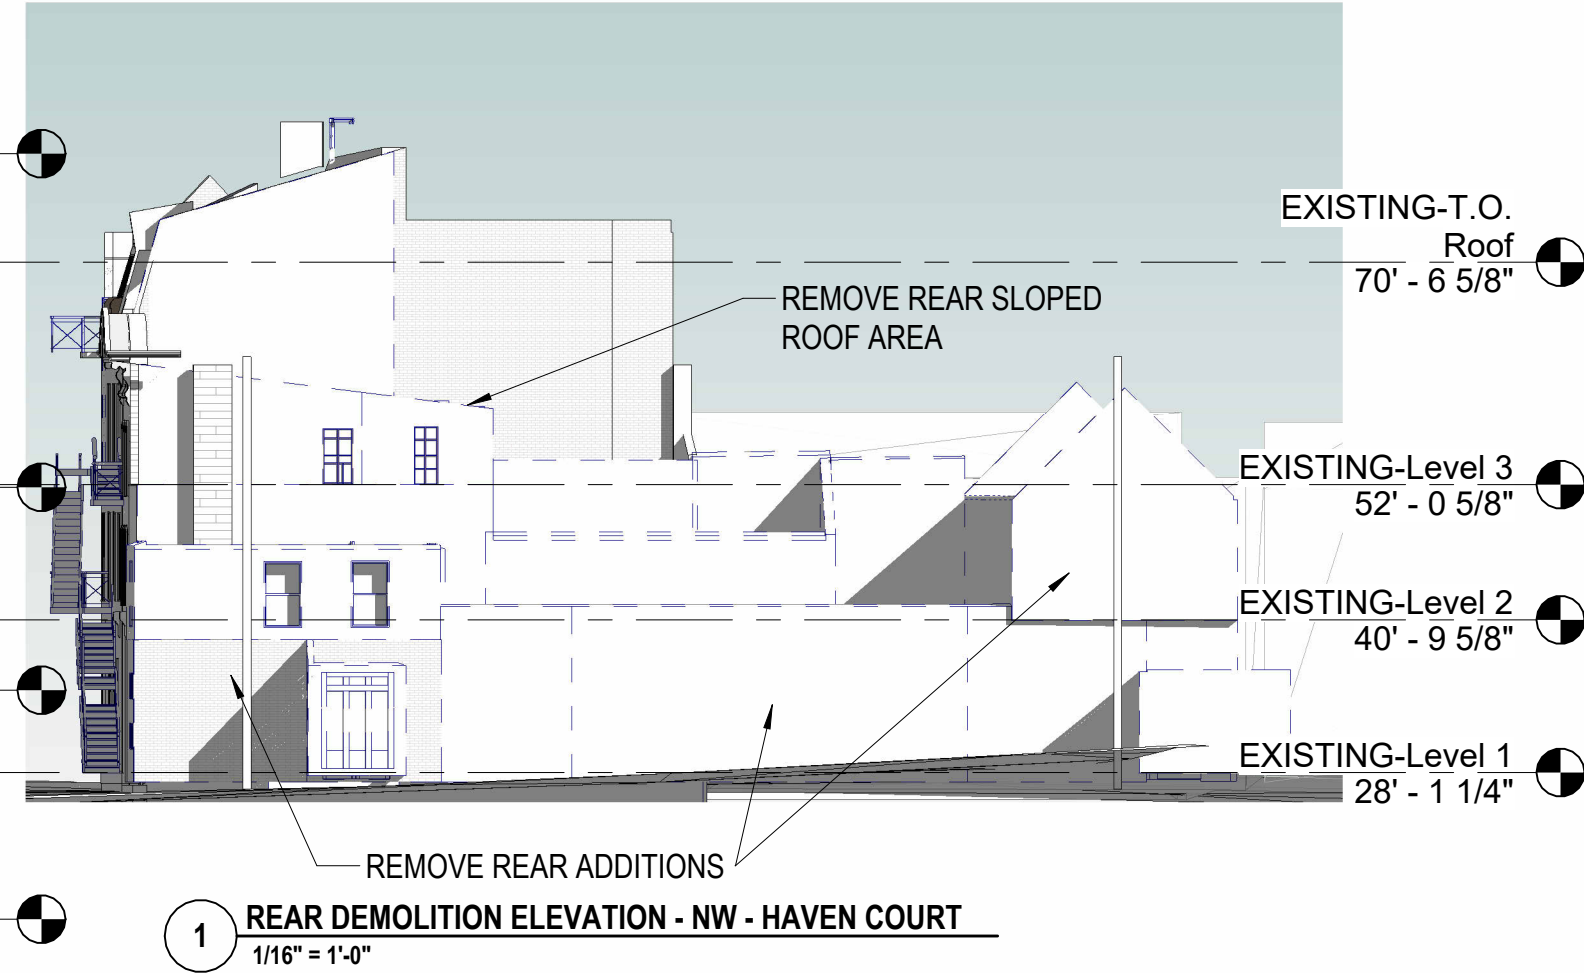 EXISTING-T.O.
Roof
70' - 6 5/8"
REMOVE REAR SLOPED
ROOF AREA
EXISTING-Level 3
52' - 0 5/8"
EXISTING-Level 2
40' - 9 5/8"
EXISTING-Level 1
28' - 1 1/4"
REMOVE REAR ADDITIONS
1
REAR DEMOLITION ELEVATION - NW - HAVEN COURT
1/16" = 1'-0"